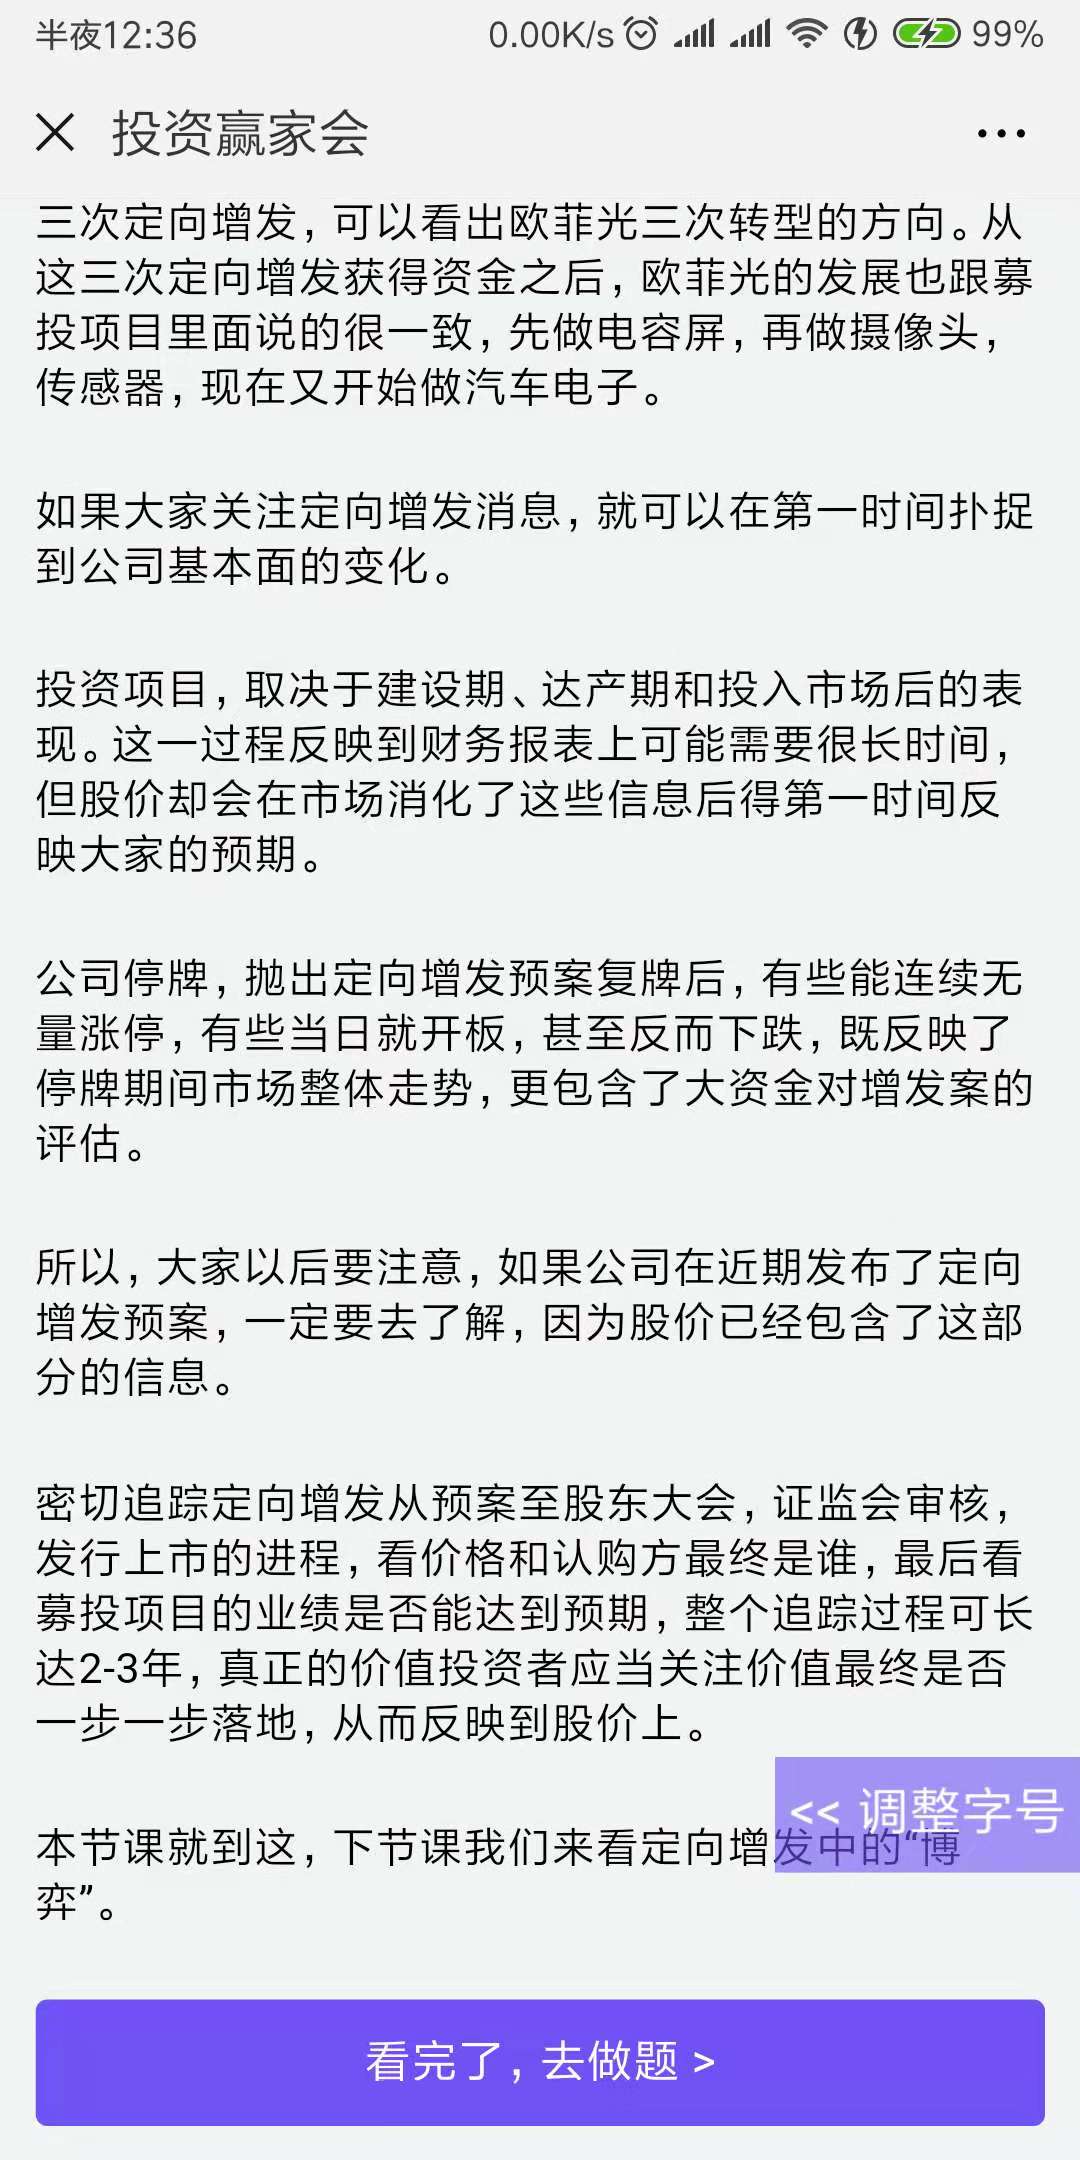 半夜12:36
0.00K/s
99%
投资赢家会
三次定向增发，可以看出欧菲光三次转型的方向。从
这三次定向增发获得资金之后，欧菲光的发展也跟募
投项目里面说的很一致，先做电容屏，再做摄像头，
传感器，现在又开始做汽车电子。
如果大家关注定向增发消息，就可以在第一时间扑捉
到公司基本面的变化。
投资项目，取决于建设期、达产期和投入市场后的表
现。这一过程反映到财务报表上可能需要很长时间，
但股价却会在市场消化了这些信息后得第一时间反
映大家的预期。
公司停牌，抛出定向增发预案复牌后，有些能连续无
量涨停，有些当日就开板，甚至反而下跌，既反映了
停牌期间市场整体走势，更包含了大资金对增发案的
评估。
所以，大家以后要注意，如果公司在近期发布了定向
增发预案，一定要去了解，因为股价已经包含了这部
分的信息。
密切追踪定向增发从预案至股东大会，证监会审核，
发行上市的进程，看价格和认购方最终是谁，最后看
募投项目的业绩是否能达到预期，整个追踪过程可长
达2-3年，真正的价值投资者应当关注价值最终是否
一步一步落地，从而反映到股价上。
<< 调整字号
本节课就到这，下节课我们来看定向增发中的“博
弈”。
看完了，去做题 >